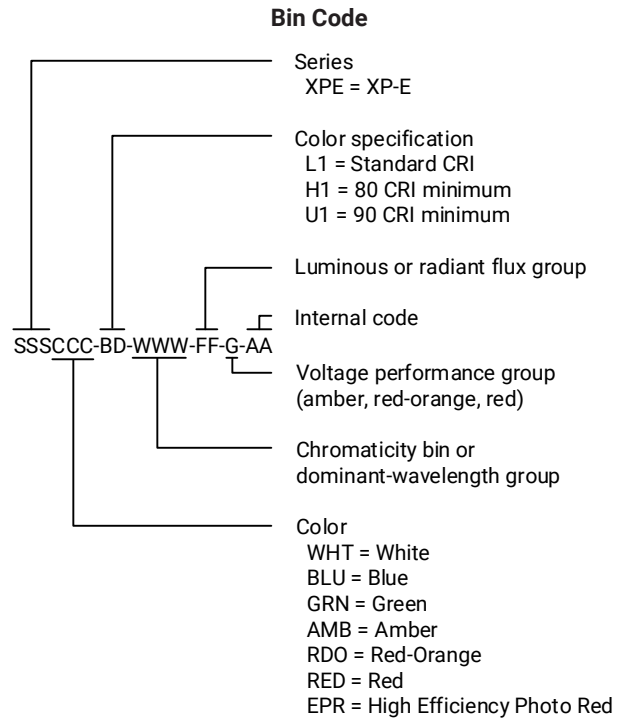 Bin Code
Series
XPE = XP-E
Color specification
L1 = Standard CRI
H1 = 80 CRI minimum
U1 = 90 CRI minimum
Luminous or radiant flux group
Internal code
SSSCCC-BD-WWW-FF-G-AA
Voltage performance group
(amber, red-orange, red)
Chromaticity bin or
dominant-wavelength group
Color
WHT = White
BLU = Blue
GRN = Green
AMB = Amber
RDO = Red-Orange
RED = Red
EPR = High Efficiency Photo Red